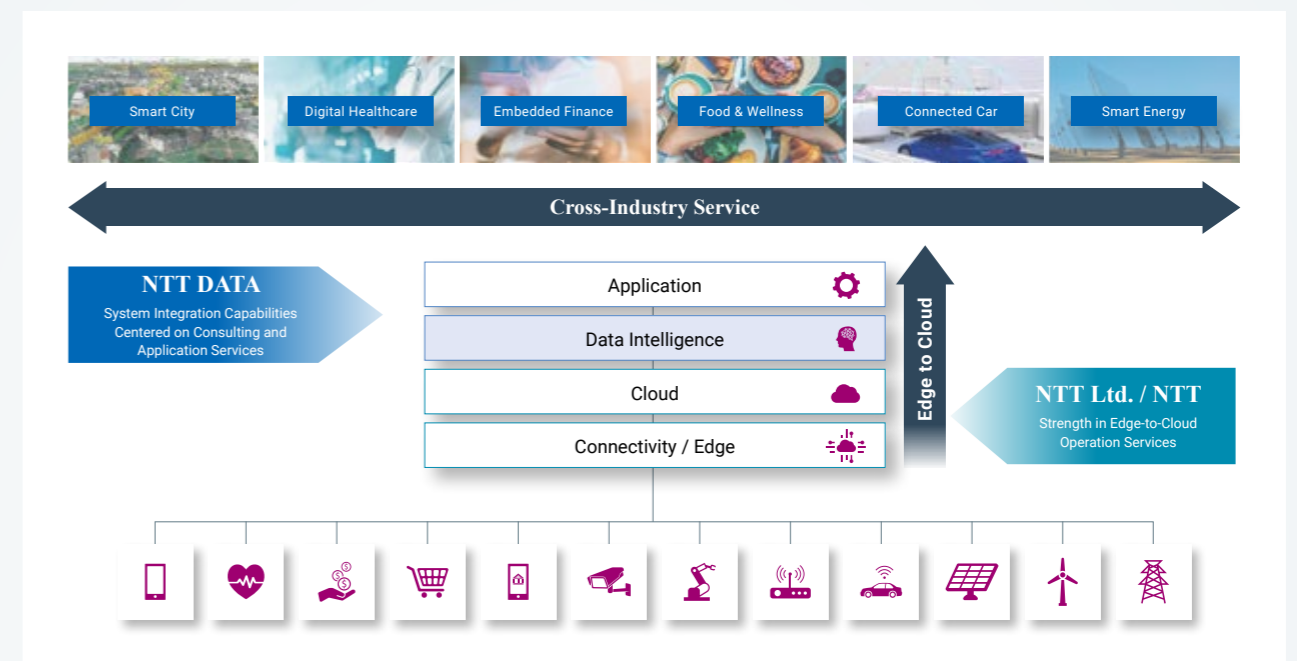 Smart City
Digital Healthcare
Embedded Finance
Food & Wellness
Connected Car
Smart Energy
Cross-Industry Service
NTT DATA
System Integration Capabilities
Centered on Consulting and
Application Services
Application
Data Intelligence
Cloud
Connectivity / Edge
Edge to Cloud
NTT Ltd. / NTT
Strength in Edge-to-Cloud
Operation Services